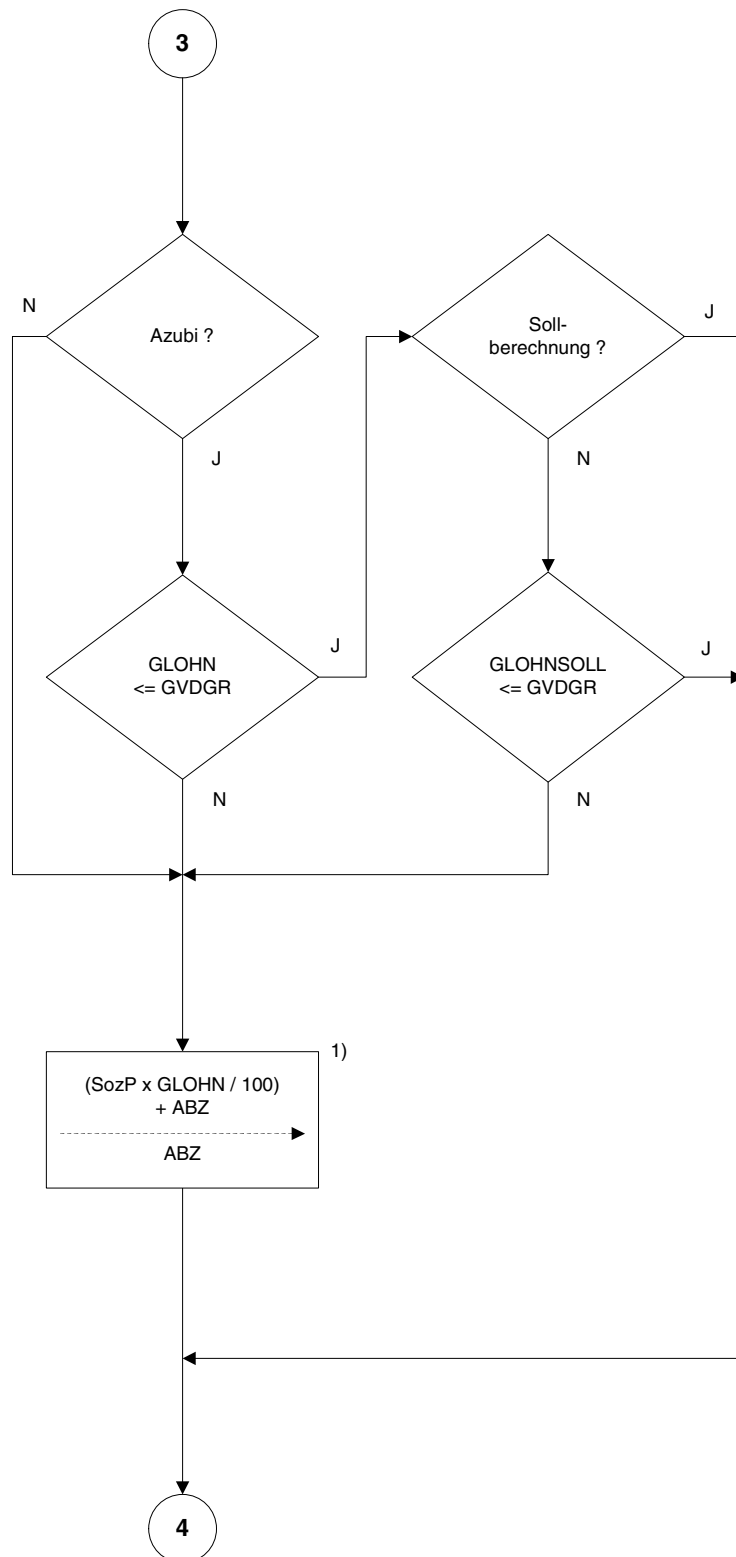 3
Azubi ?
N
J
Soll-
berechnung ?
J
N
GLOHN
<= GVDGR
J
N
GLOHNSOLL
<= GVDGR
J
N
1)
(SozP x GLOHN / 100)
+ ABZ
ABZ
4